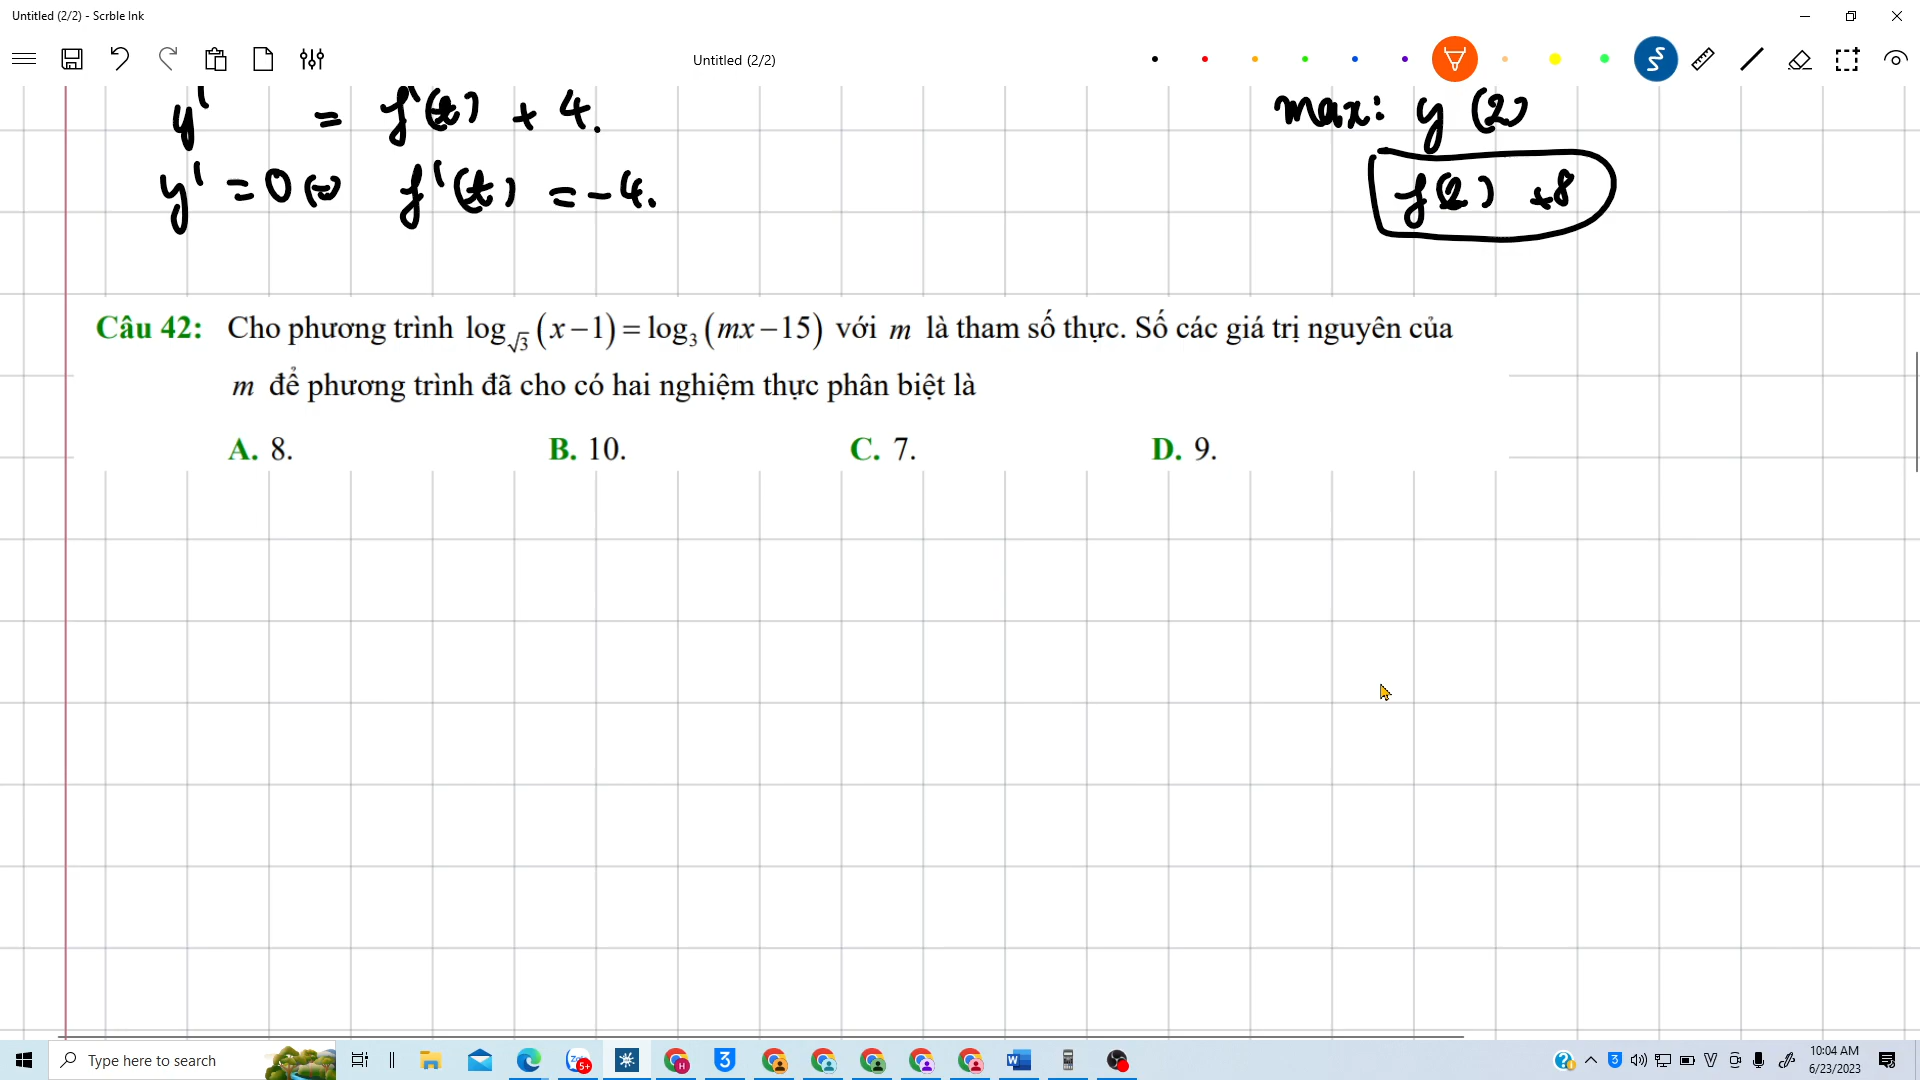 Untitled (2/2) - Scrble Ink
Untitled (2/2)
y' = f'(t) + 4.
max: y (2)
y' = 0 (=) f'(t) = -4.
f(2) +8
Câu 42: Cho phương trình log_√3 (x−1) = log_3 (mx−15) với m là tham số thực. Số các giá trị nguyên của
m để phương trình đã cho có hai nghiệm thực phân biệt là
A. 8. B. 10. C. 7. D. 9.
Type here to search
10:04 AM
6/23/2023